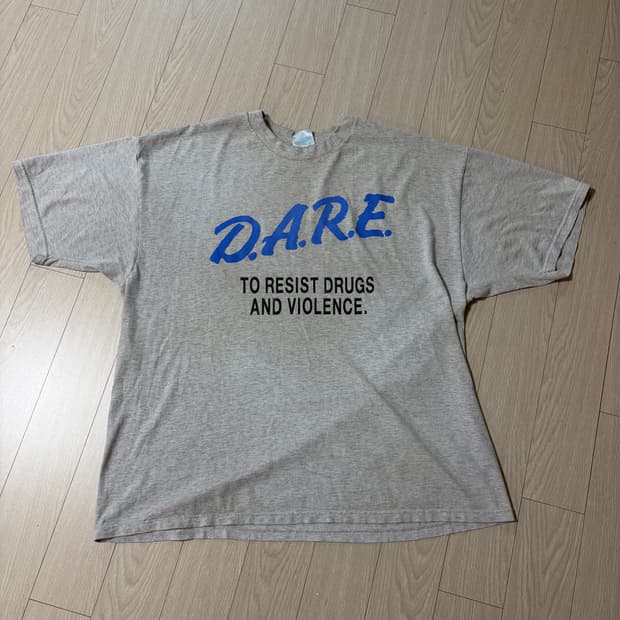 D.A.R.E.
TO RESIST DRUGS
AND VIOLENCE.